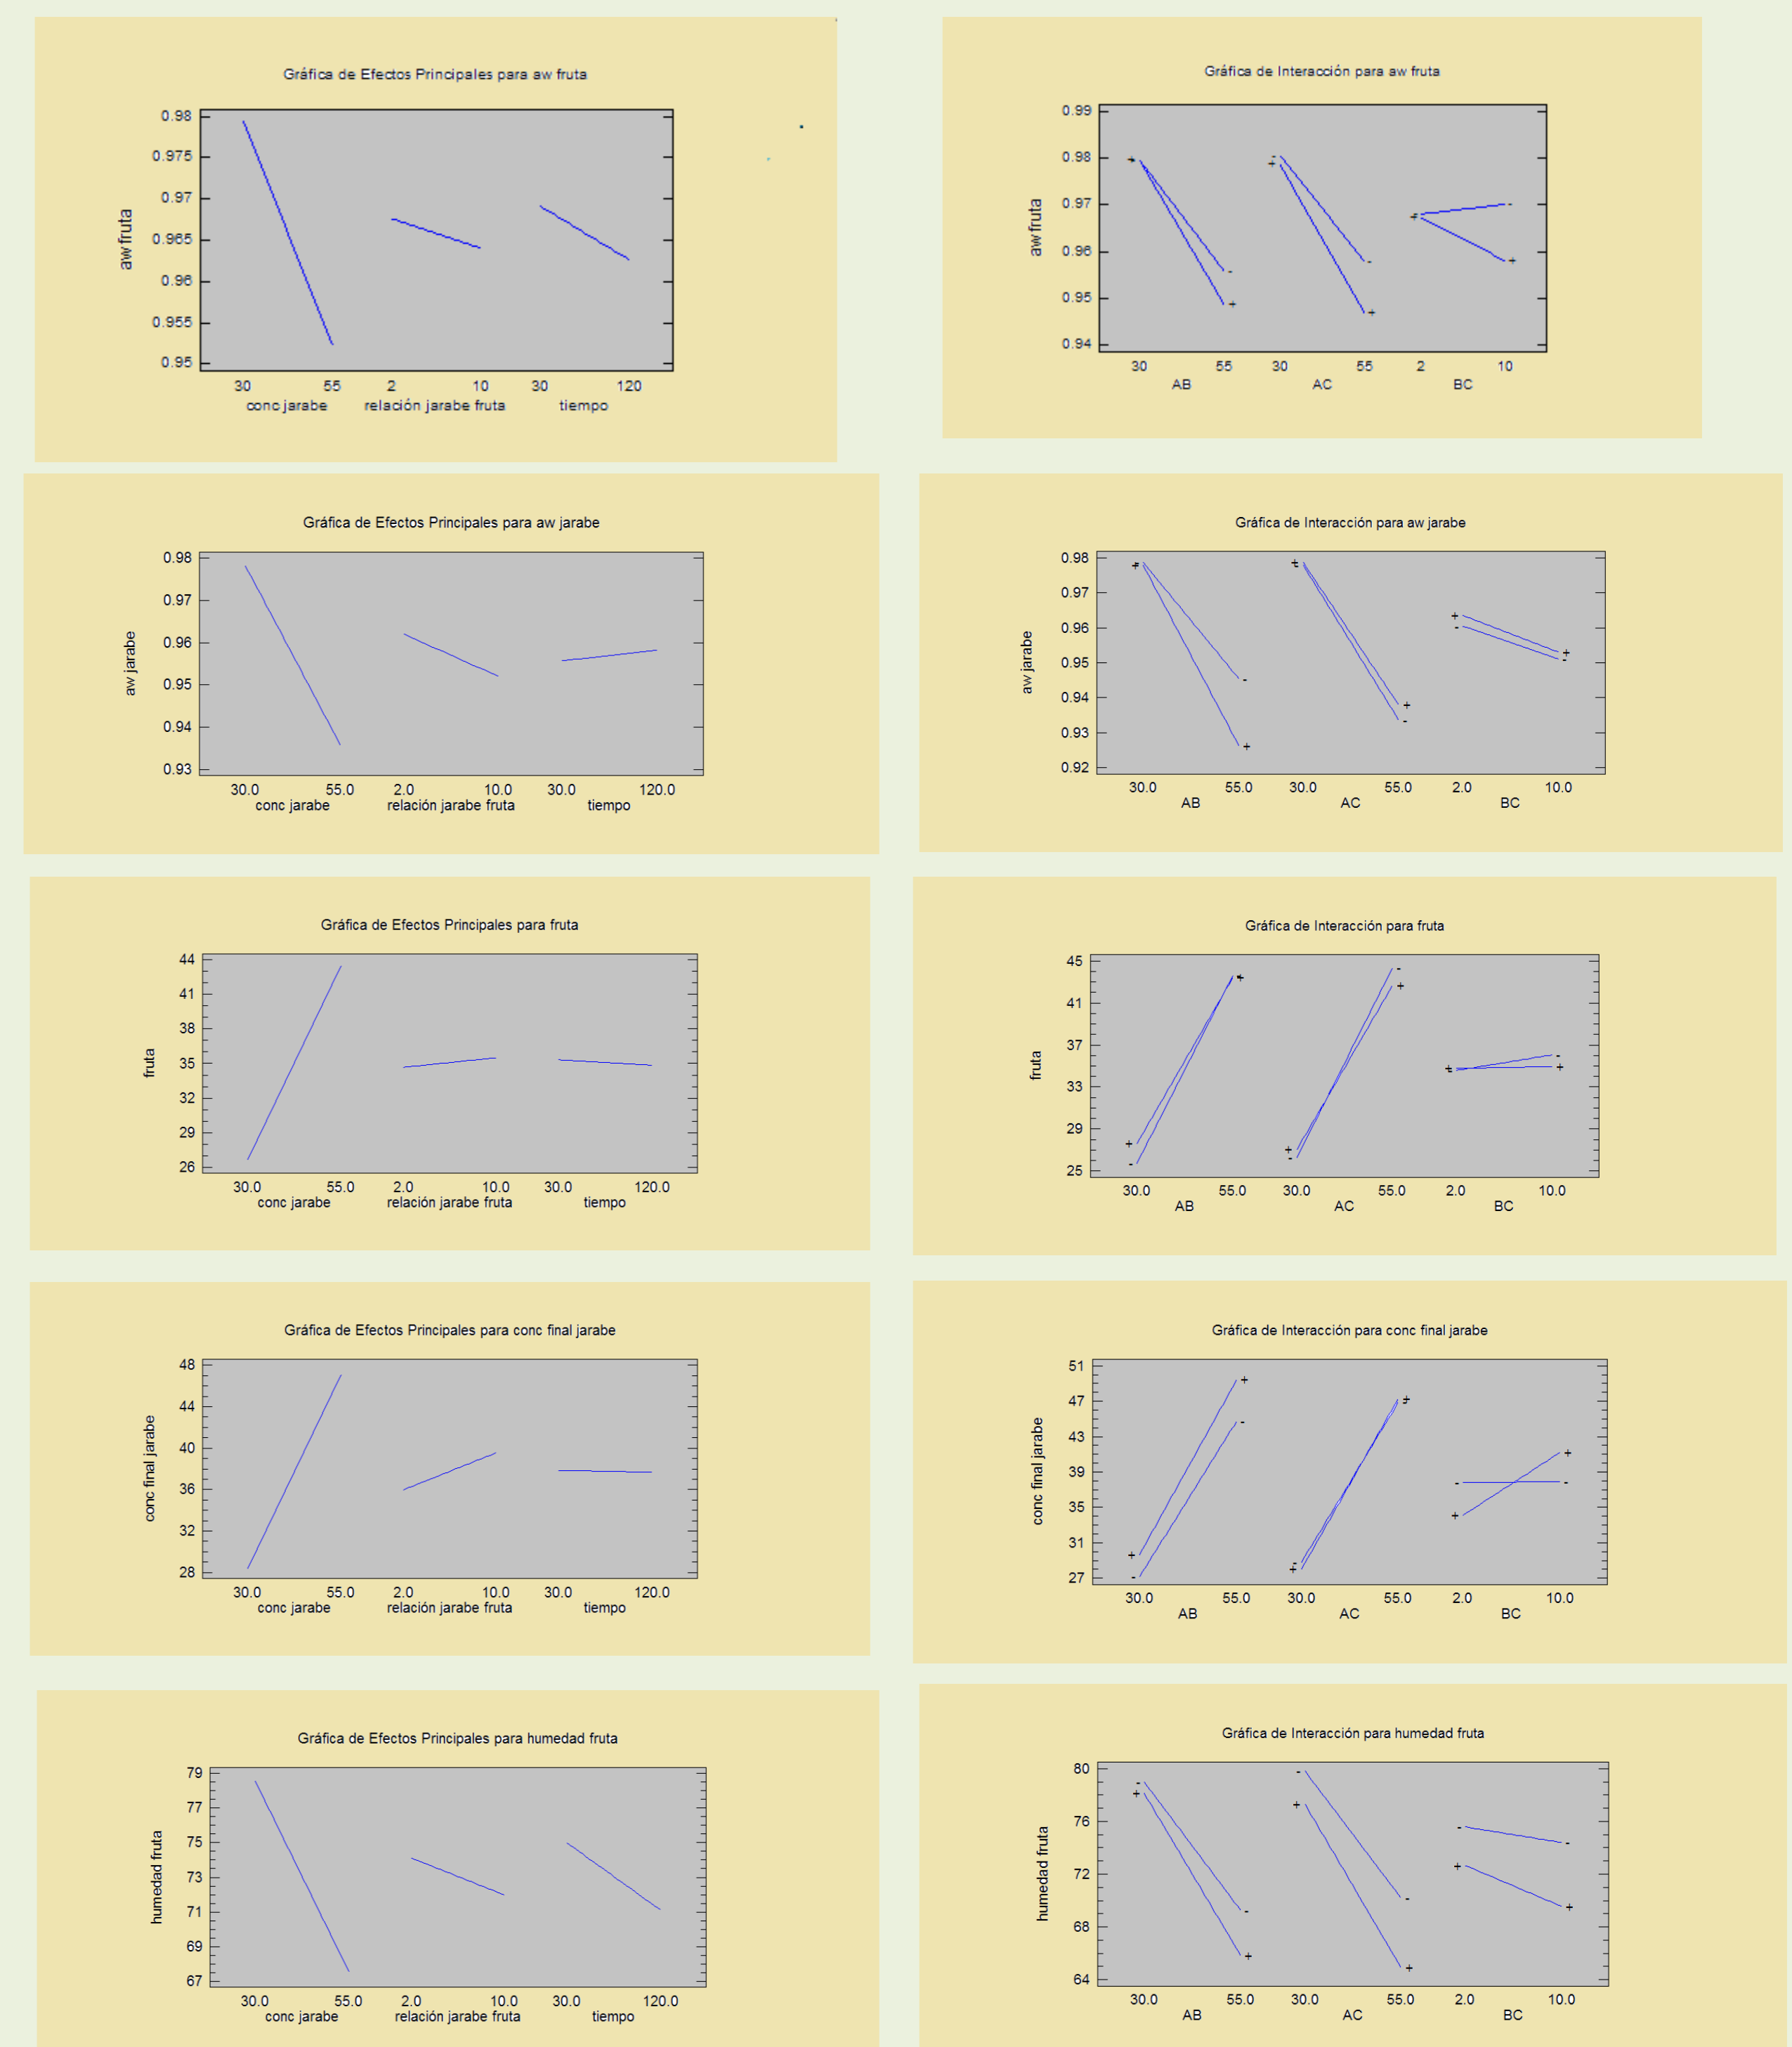 Gráfica de Efectos Principales para aw fruta
0.98
0.975
0.97
0.965
0.96
0.955
0.95
aw fruta
30 55 2 10 30 120
conc jarabe relación jarabe fruta tiempo
Gráfica de Interacción para aw fruta
0.99
0.98
0.97
0.96
0.95
0.94
aw fruta
+ - - + - + - + - + - +
30 55 30 55 2 10
AB AC BC
Gráfica de Efectos Principales para aw jarabe
0.98
0.97
0.96
0.95
0.94
0.93
aw jarabe
30.0 55.0 2.0 10.0 30.0 120.0
conc jarabe relación jarabe fruta tiempo
Gráfica de Interacción para aw jarabe
0.98
0.97
0.96
0.95
0.94
0.93
0.92
aw jarabe
+ - - + + - + - + - + -
30.0 55.0 30.0 55.0 2.0 10.0
AB AC BC
Gráfica de Efectos Principales para fruta
44
41
38
35
32
29
26
fruta
30.0 55.0 2.0 10.0 30.0 120.0
conc jarabe relación jarabe fruta tiempo
Gráfica de Interacción para fruta
45
41
37
33
29
25
fruta
+ - - + + - - + + - - +
30.0 55.0 30.0 55.0 2.0 10.0
AB AC BC
Gráfica de Efectos Principales para conc final jarabe
48
44
40
36
32
28
conc final jarabe
30.0 55.0 2.0 10.0 30.0 120.0
conc jarabe relación jarabe fruta tiempo
Gráfica de Interacción para conc final jarabe
51
47
43
39
35
31
27
conc final jarabe
+ - + - - + + - - + + -
30.0 55.0 30.0 55.0 2.0 10.0
AB AC BC
Gráfica de Efectos Principales para humedad fruta
79
77
75
73
71
69
67
humedad fruta
30.0 55.0 2.0 10.0 30.0 120.0
conc jarabe relación jarabe fruta tiempo
Gráfica de Interacción para humedad fruta
80
76
72
68
64
humedad fruta
- + - + - + - + - + - +
30.0 55.0 30.0 55.0 2.0 10.0
AB AC BC